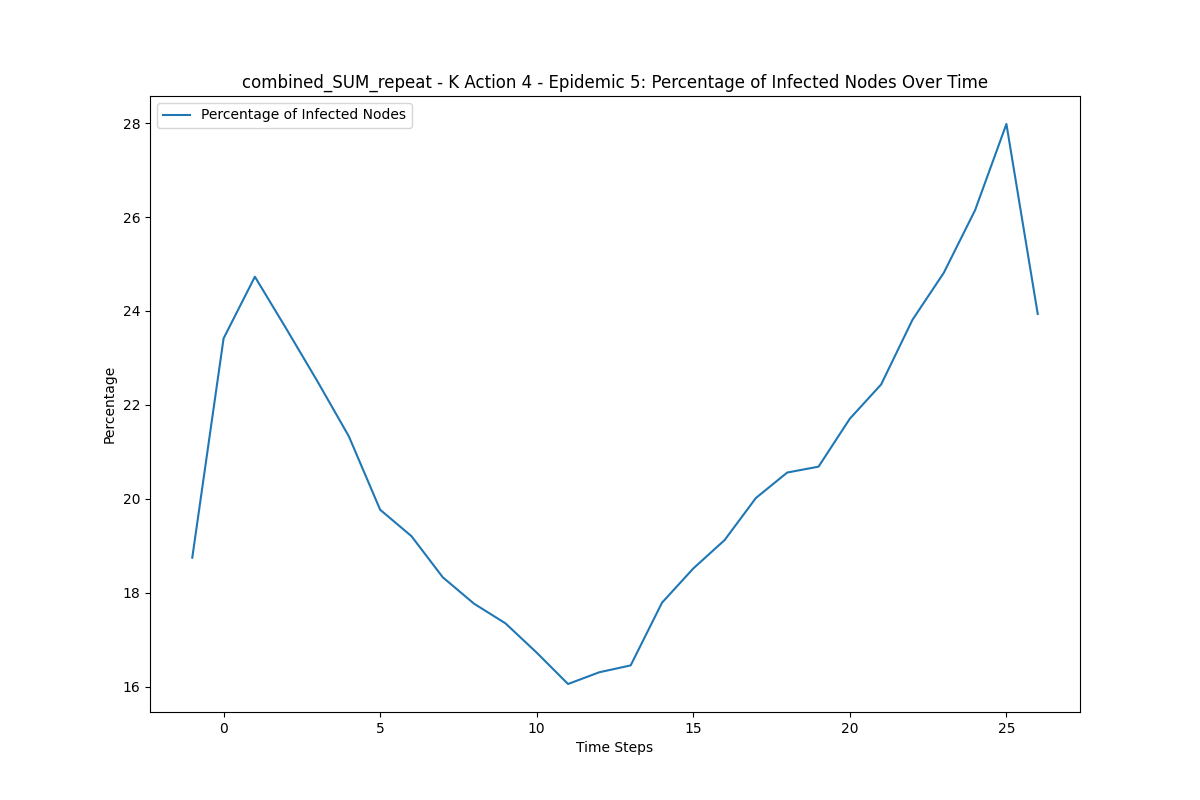 combined_SUM_repeat - K Action 4 - Epidemic 5: Percentage of Infected Nodes Over Time
Percentage of Infected Nodes
28
26
24
22
20
18
16
Percentage
0 5 10 15 20 25
Time Steps